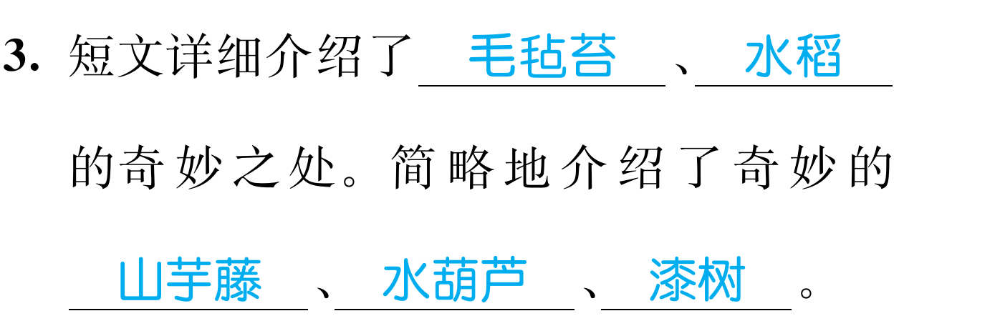 3. 短文详细介绍了 毛毡苔 、 水稻
的奇妙之处。简略地介绍了奇妙的
山芋藤 、 水葫芦 、 漆树 。